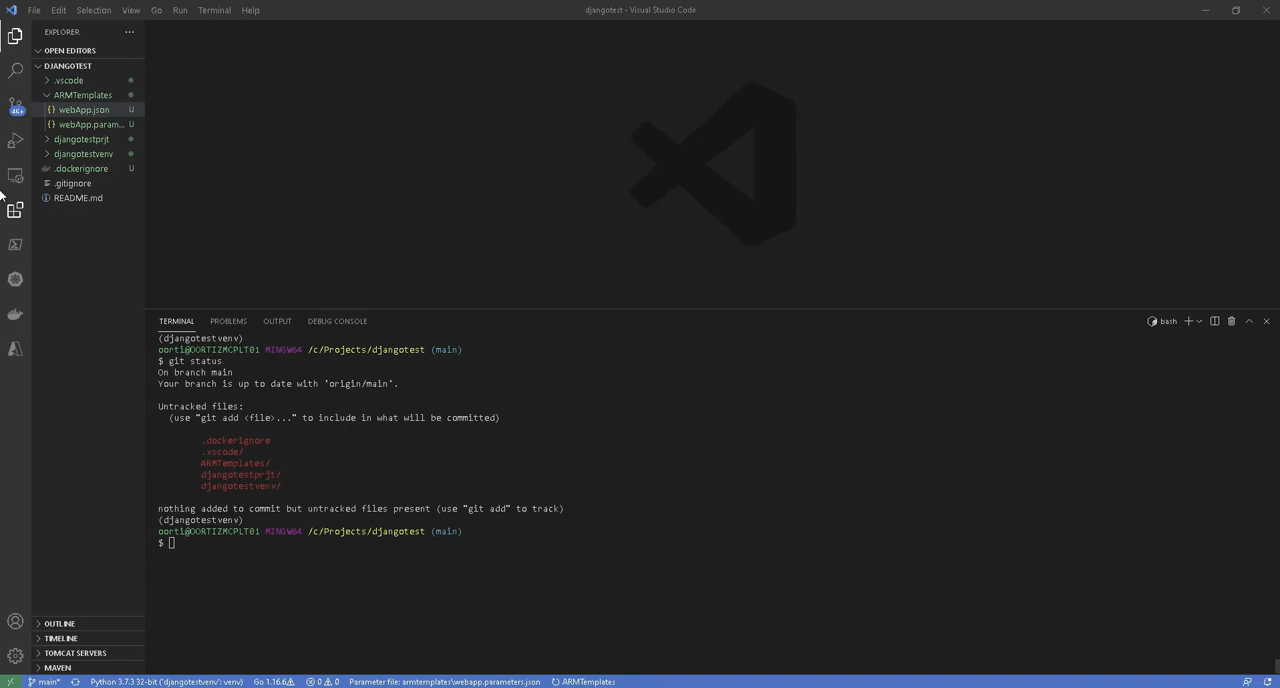 File Edit Selection View Go Run Terminal Help
djangotest - Visual Studio Code
EXPLORER
OPEN EDITORS
DJANGOTEST
.vscode
ARMTemplates
{} webApp.json U
{} webApp.param... U
djangotestprjt
djangotestvenv
.dockerignore U
.gitignore
README.md
4K+
OUTLINE
TIMELINE
TOMCAT SERVERS
MAVEN
TERMINAL PROBLEMS OUTPUT DEBUG CONSOLE
bash
(djangotestvenv)
oorti@OORTIZMCPLT01 MINGW64 /c/Projects/djangotest (main)
$ git status
On branch main
Your branch is up to date with 'origin/main'.
Untracked files:
(use "git add <file>..." to include in what will be committed)
.dockerignore
.vscode/
ARMTemplates/
djangotestprjt/
djangotestvenv/
nothing added to commit but untracked files present (use "git add" to track)
(djangotestvenv)
oorti@OORTIZMCPLT01 MINGW64 /c/Projects/djangotest (main)
$
main* Python 3.7.3 32-bit ('djangotestvenv': venv) Go 1.16.6 0 0 Parameter file: armtemplates\webapp.parameters.json ARMTemplates